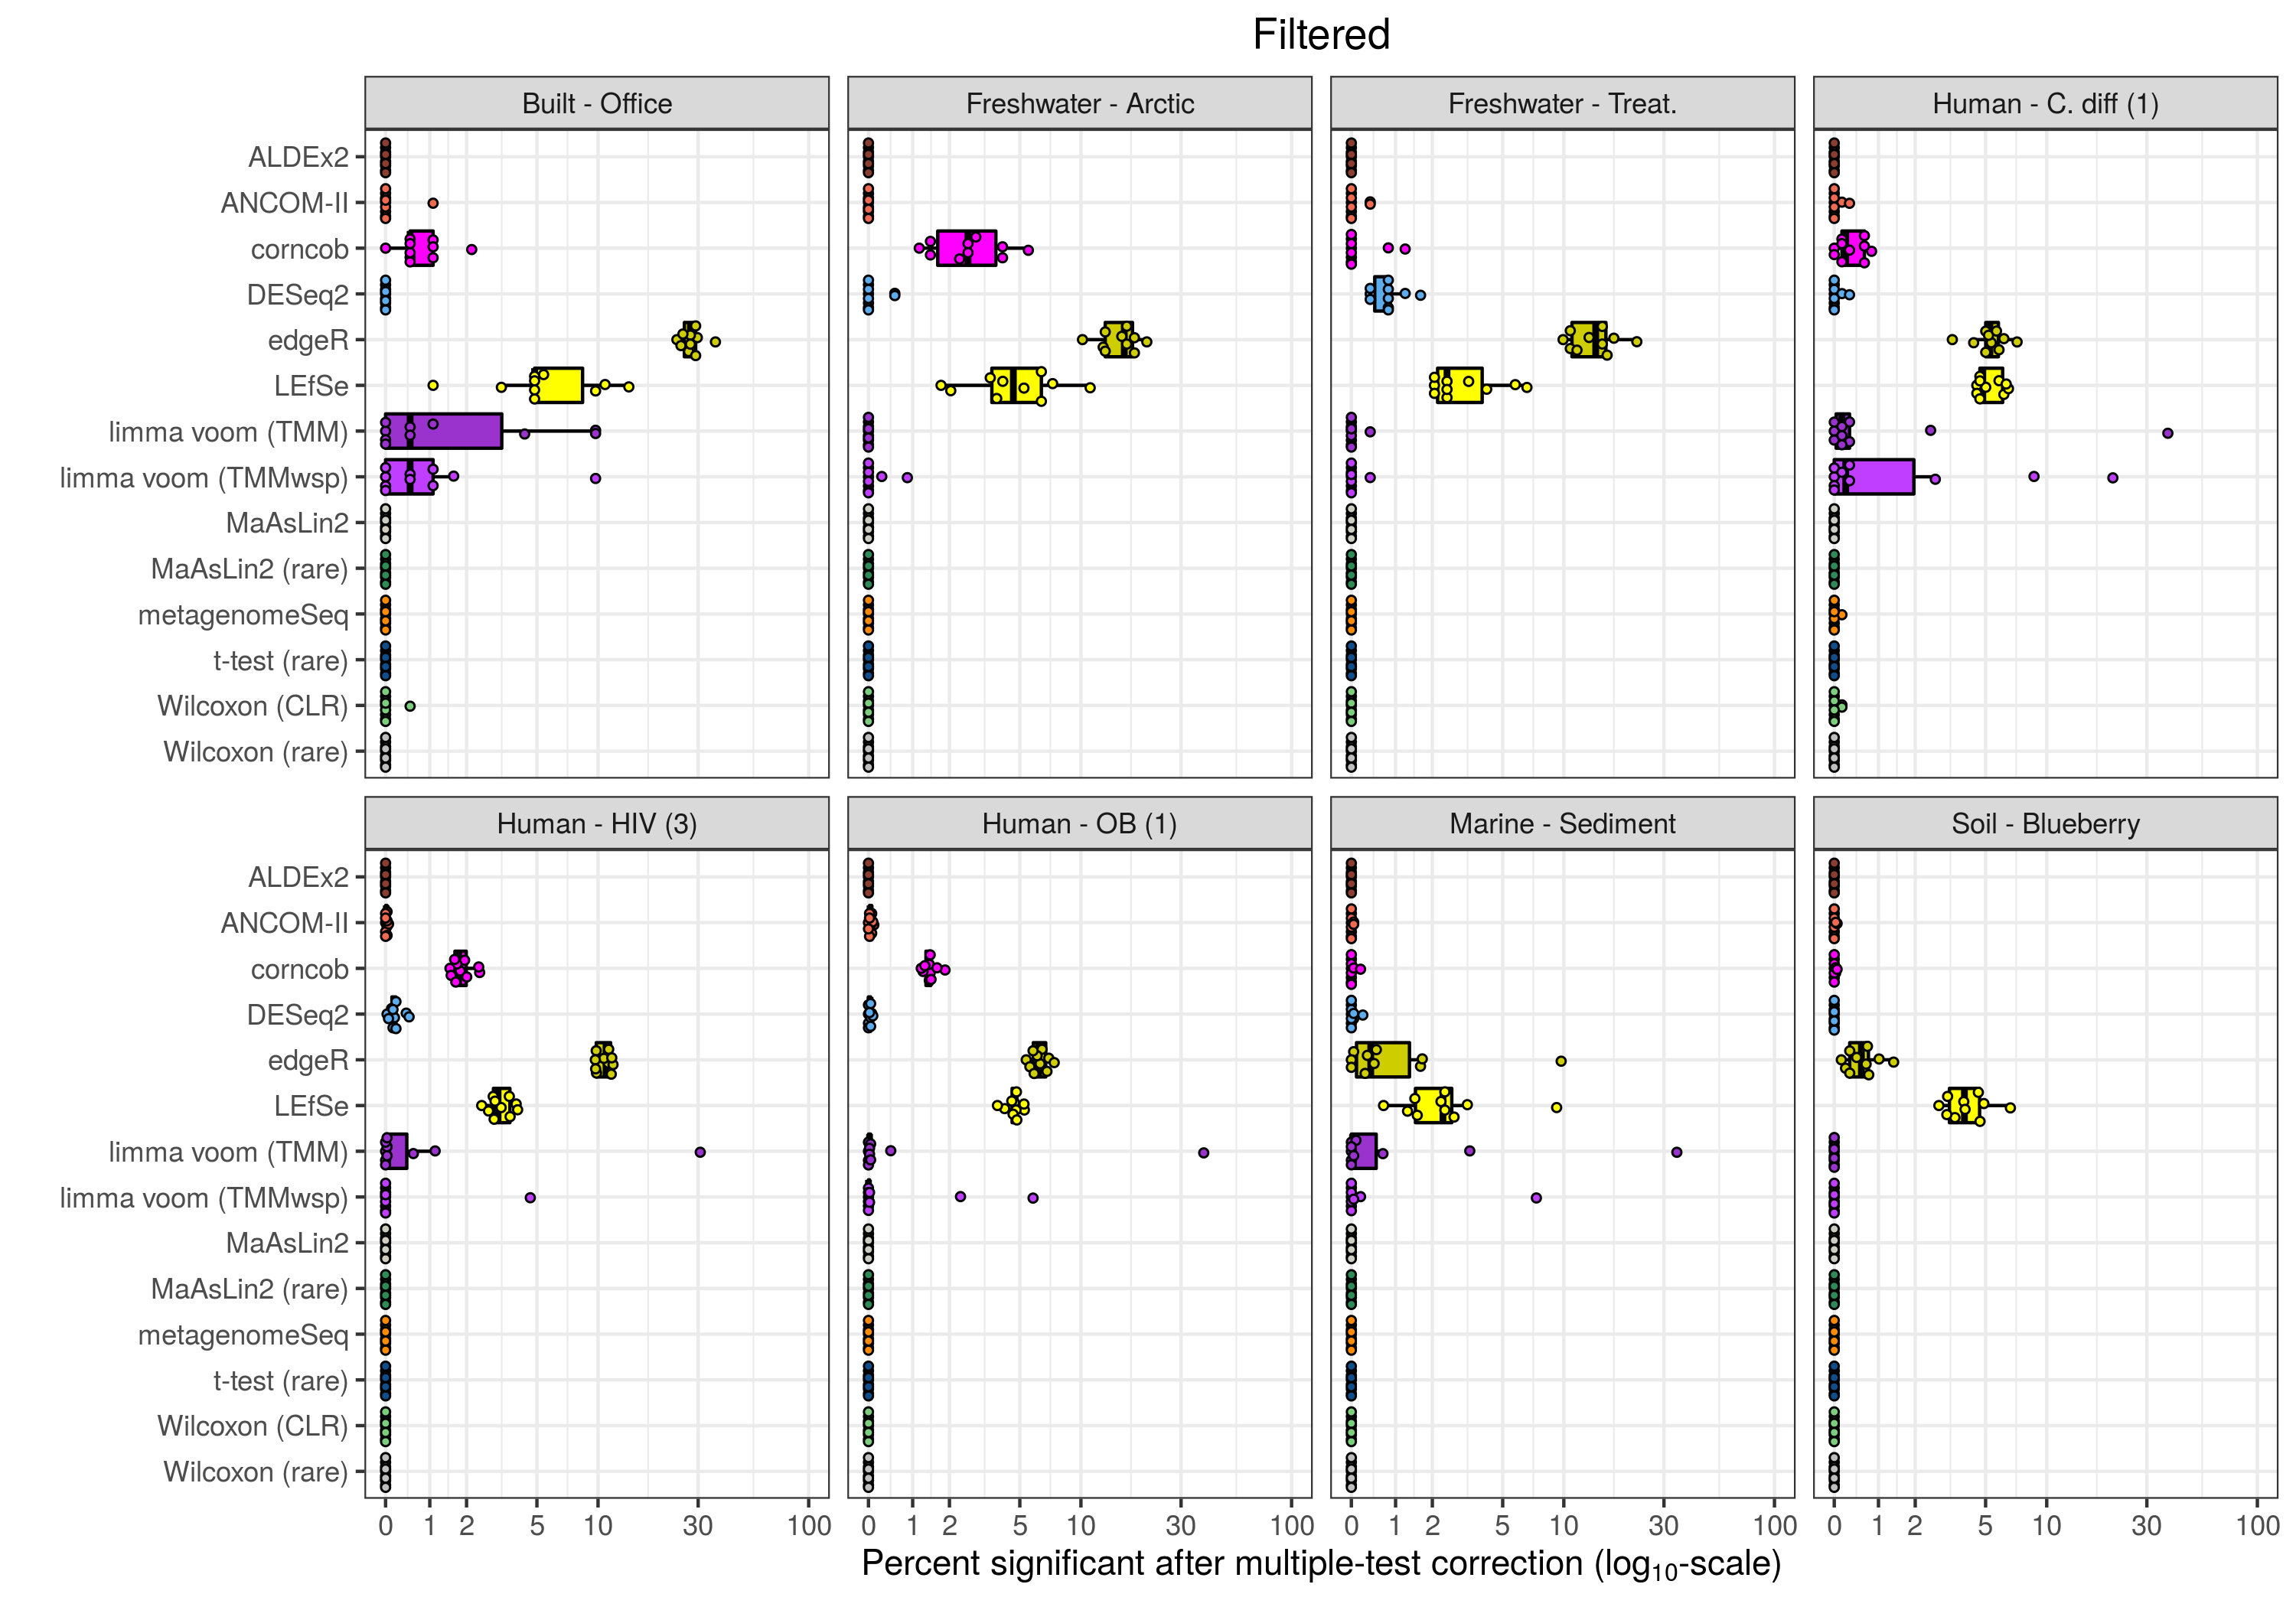 Filtered
Built - Office
Freshwater - Arctic
Freshwater - Treat.
Human - C. diff (1)
ALDEx2
ANCOM-II
corncob
DESeq2
edgeR
LEfSe
limma voom (TMM)
limma voom (TMMwsp)
MaAsLin2
MaAsLin2 (rare)
metagenomeSeq
t-test (rare)
Wilcoxon (CLR)
Wilcoxon (rare)
Human - HIV (3)
Human - OB (1)
Marine - Sediment
Soil - Blueberry
ALDEx2
ANCOM-II
corncob
DESeq2
edgeR
LEfSe
limma voom (TMM)
limma voom (TMMwsp)
MaAsLin2
MaAsLin2 (rare)
metagenomeSeq
t-test (rare)
Wilcoxon (CLR)
Wilcoxon (rare)
0 1 2 5 10 30 100
0 1 2 5 10 30 100
0 1 2 5 10 30 100
0 1 2 5 10 30 100
Percent significant after multiple-test correction (log₁₀-scale)